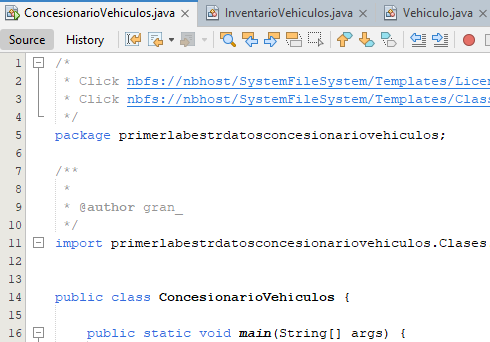 ConcesionarioVehiculos.java × InventarioVehiculos.java × Vehiculo.java ×
Source History
1 /*
2 * Click nbfs://nbhost/SystemFileSystem/Templates/Licen
3 * Click nbfs://nbhost/SystemFileSystem/Templates/Class
4 */
5 package primerlabestrdatosconcesionariovehiculos;
6
7 /**
8 *
9 * @author gran_
10 */
11 import primerlabestrdatosconcesionariovehiculos.Clases
12
13
14 public class ConcesionarioVehiculos {
15
16 public static void main(String[] args) {